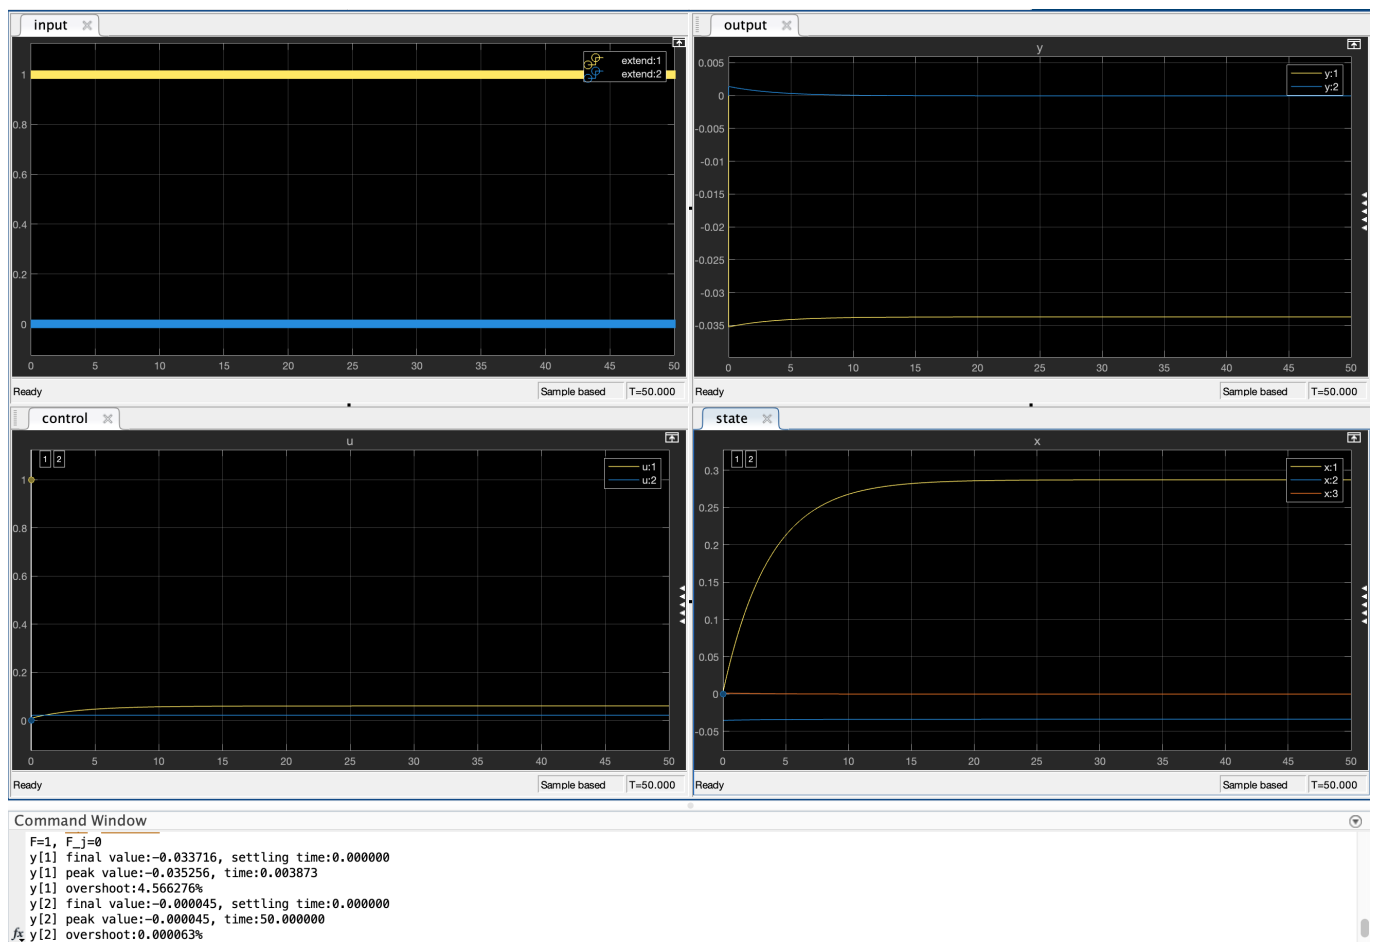 input
output
extend:1
extend:2
1
0.8
0.6
0.4
0.2
0
0 5 10 15 20 25 30 35 40 45 50
Ready
Sample based
T=50.000
y
y:1
y:2
0.005
0
-0.005
-0.01
-0.015
-0.02
-0.025
-0.03
-0.035
0 5 10 15 20 25 30 35 40 45 50
Ready
Sample based
T=50.000
control
state
u
1 2
u:1
u:2
1
0.8
0.6
0.4
0.2
0
0 5 10 15 20 25 30 35 40 45 50
Ready
Sample based
T=50.000
x
1 2
x:1
x:2
x:3
0.3
0.25
0.2
0.15
0.1
0.05
0
-0.05
0 5 10 15 20 25 30 35 40 45 50
Ready
Sample based
T=50.000
Command Window
F=1, F_j=0
y[1] final value:-0.033716, settling time:0.000000
y[1] peak value:-0.035256, time:0.003873
y[1] overshoot:4.566276%
y[2] final value:-0.000045, settling time:0.000000
y[2] peak value:-0.000045, time:50.000000
fx y[2] overshoot:0.000063%